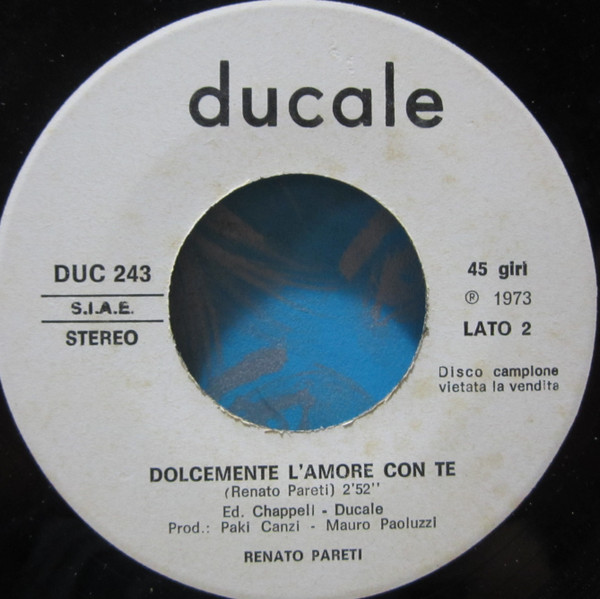 ducale
DUC 243
S.I.A.E.
STEREO
45 giri
℗ 1973
LATO 2
Disco campione
vietata la vendita
DOLCEMENTE L'AMORE CON TE
(Renato Pareti) 2'52''
Ed. Chappell - Ducale
Prod.: Paki Canzi - Mauro Paoluzzi
RENATO PARETI